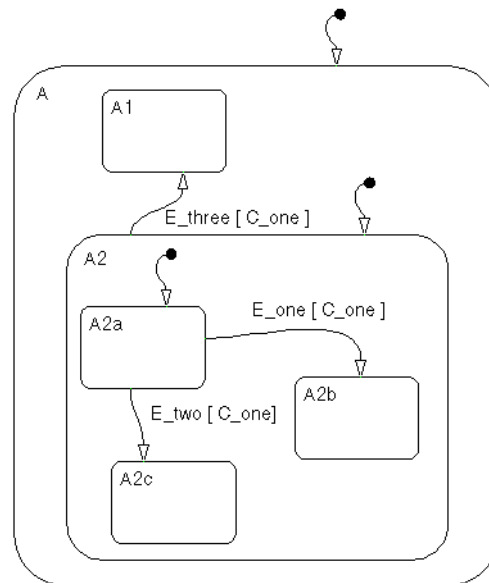 A
A1
E_three [ C_one ]
A2
A2a
E_one [ C_one ]
A2b
E_two [ C_one]
A2c